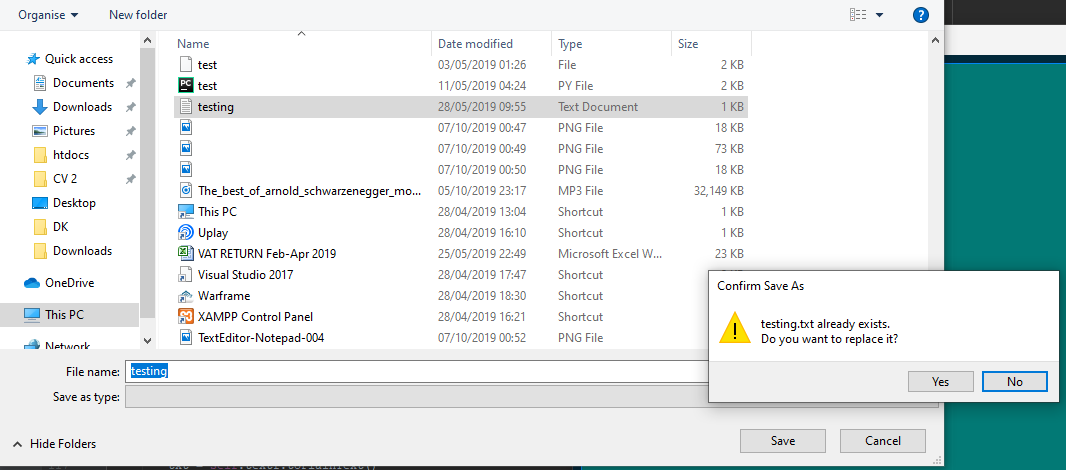 Organise New folder
Name Date modified Type Size
Quick access
Documents
Downloads
Pictures
htdocs
CV 2
Desktop
DK
Downloads
OneDrive
This PC
Network
test 03/05/2019 01:26 File 2 KB
test 11/05/2019 04:24 PY File 2 KB
testing 28/05/2019 09:55 Text Document 1 KB
07/10/2019 00:47 PNG File 18 KB
07/10/2019 00:49 PNG File 73 KB
07/10/2019 00:50 PNG File 18 KB
The_best_of_arnold_schwarzenegger_mo... 05/10/2019 23:17 MP3 File 32,149 KB
This PC 28/04/2019 13:04 Shortcut 1 KB
Uplay 28/04/2019 16:10 Shortcut 1 KB
VAT RETURN Feb-Apr 2019 25/05/2019 22:49 Microsoft Excel W... 23 KB
Visual Studio 2017 28/04/2019 17:47 Shortcut
Warframe 28/04/2019 18:30 Shortcut
XAMPP Control Panel 28/04/2019 16:21 Shortcut
TextEditor-Notepad-004 07/10/2019 00:52 PNG File
Confirm Save As
testing.txt already exists.
Do you want to replace it?
Yes No
File name: testing
Save as type:
Hide Folders Save Cancel